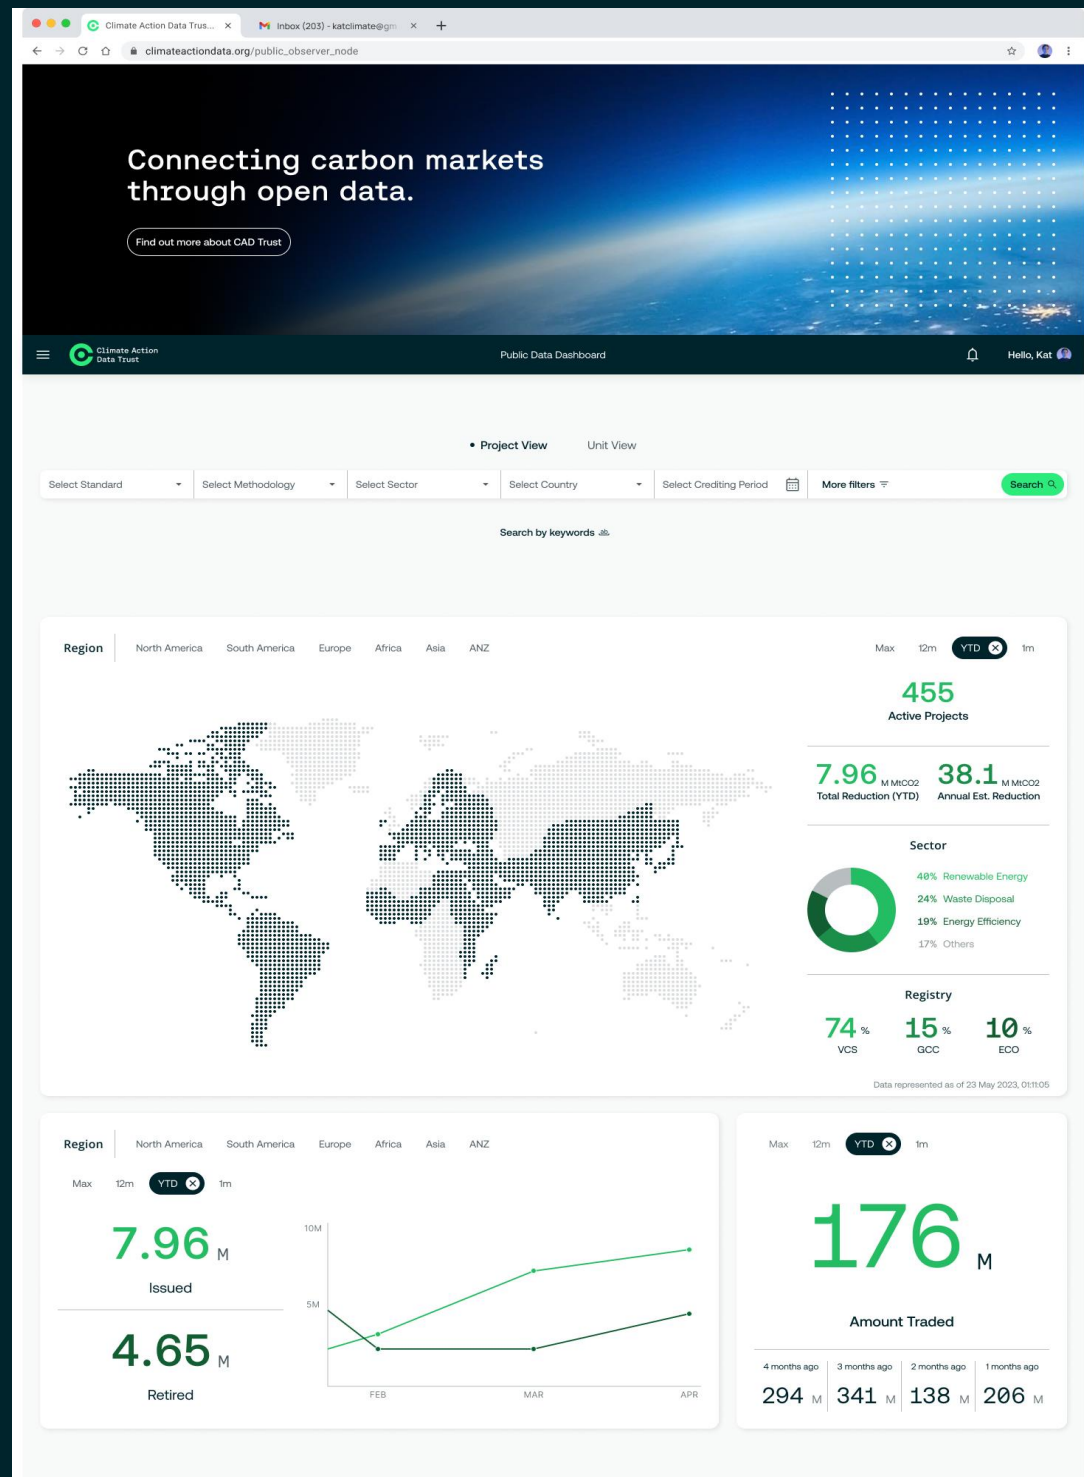 Climate Action Data Trus...
Inbox (203) - katclimate@gm
climateactiondata.org/public_observer_node
Connecting carbon markets
through open data.
Find out more about CAD Trust
Climate Action
Data Trust
Public Data Dashboard
Hello, Kat
Project View
Unit View
Select Standard
Select Methodology
Select Sector
Select Country
Select Crediting Period
More filters
Search
Search by keywords
Region
North America
South America
Europe
Africa
Asia
ANZ
Max
12m
YTD
1m
455
Active Projects
7.96 M MtCO2
Total Reduction (YTD)
38.1 M MtCO2
Annual Est. Reduction
Sector
40% Renewable Energy
24% Waste Disposal
19% Energy Efficiency
17% Others
Registry
74 %
VCS
15 %
GCC
10 %
ECO
Data represented as of 23 May 2023, 01:11:05
Region
North America
South America
Europe
Africa
Asia
ANZ
Max
12m
YTD
1m
7.96 M
Issued
4.65 M
Retired
10M
5M
FEB
MAR
APR
Max
12m
YTD
1m
176 M
Amount Traded
4 months ago
294 M
3 months ago
341 M
2 months ago
138 M
1 months ago
206 M